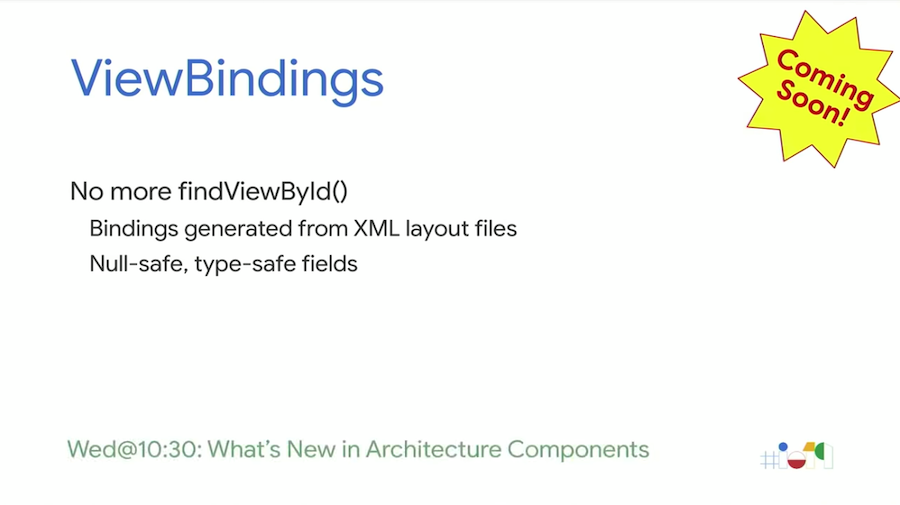 ViewBindings
Coming
Soon!
No more findViewById()
Bindings generated from XML layout files
Null-safe, type-safe fields
Wed@10:30: What's New in Architecture Components
#io19